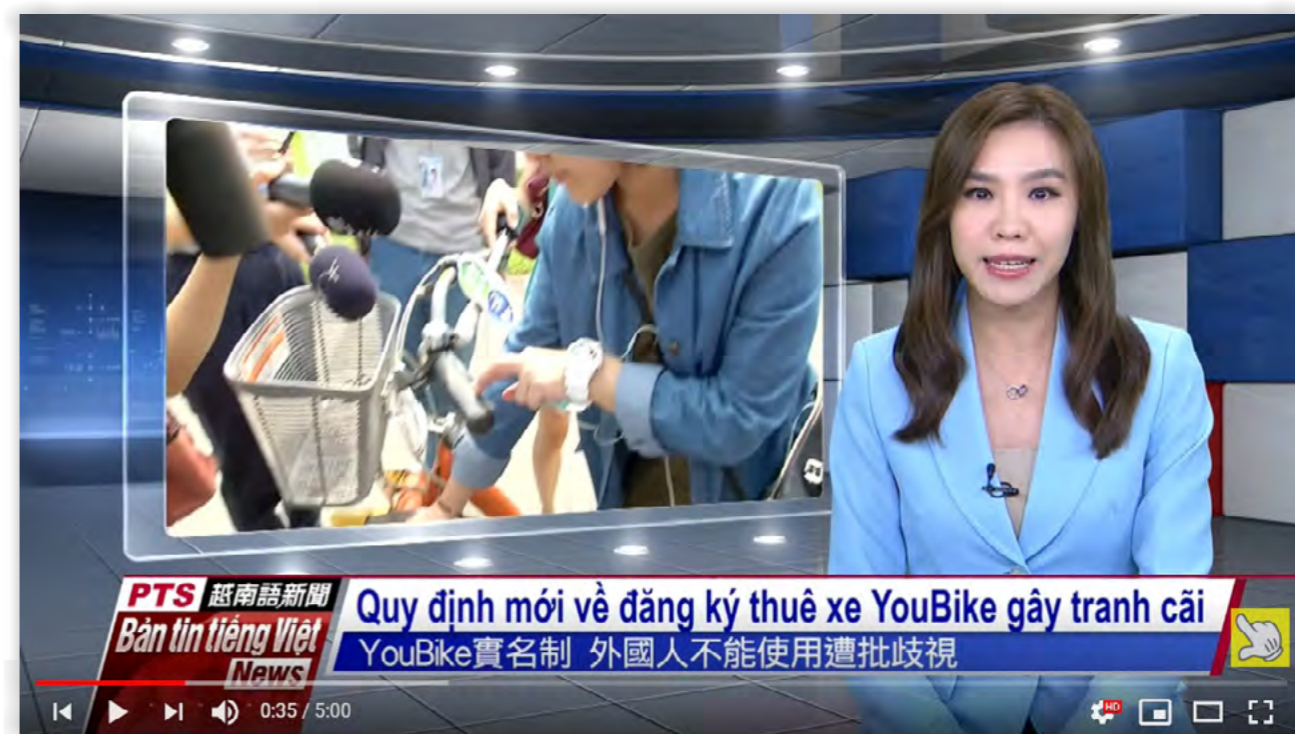 PTS 越南語新聞
Bản tin tiếng Việt
News
Quy định mới về đăng ký thuê xe YouBike gây tranh cãi
YouBike實名制 外國人不能使用遭批歧視
0:35 / 5:00
HD